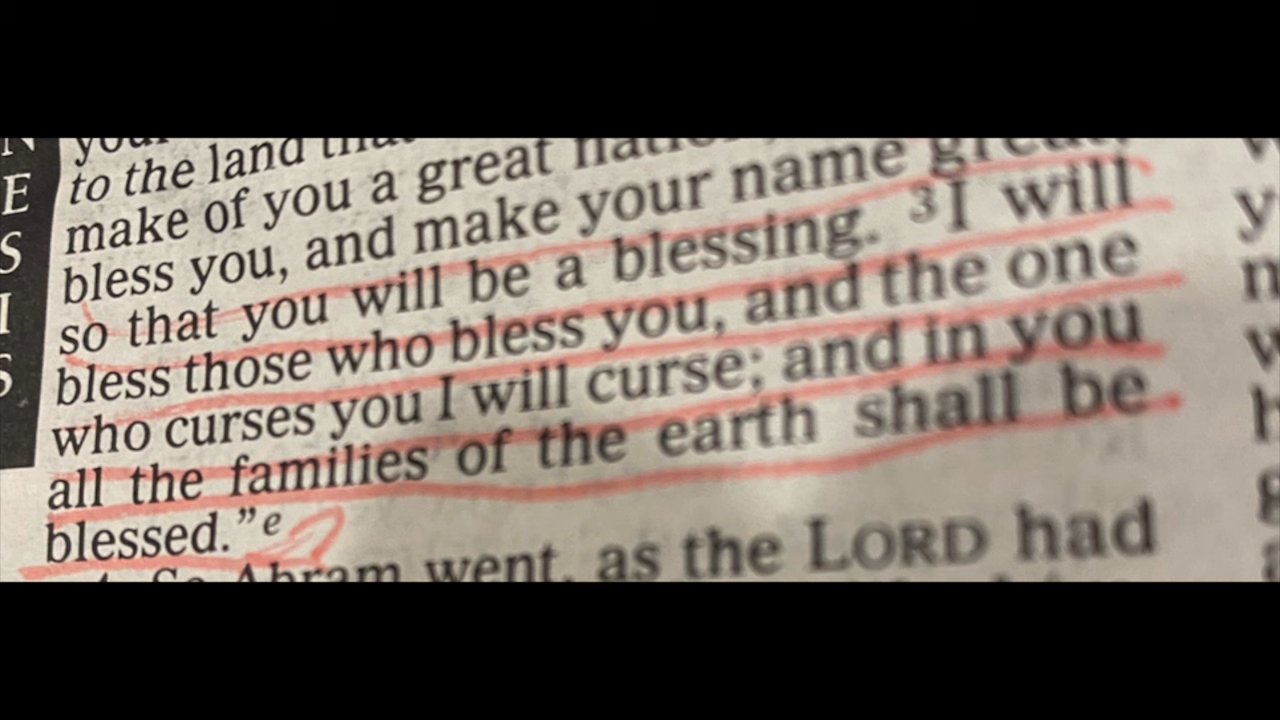 to the land
make of you a great
bless you, and make your name great,
so that you will be a blessing. 3I will
bless those who bless you, and the one
who curses you I will curse; and in you
all the families of the earth shall be
blessed."e
Abram went, as the LORD had
N
E
S
I
S